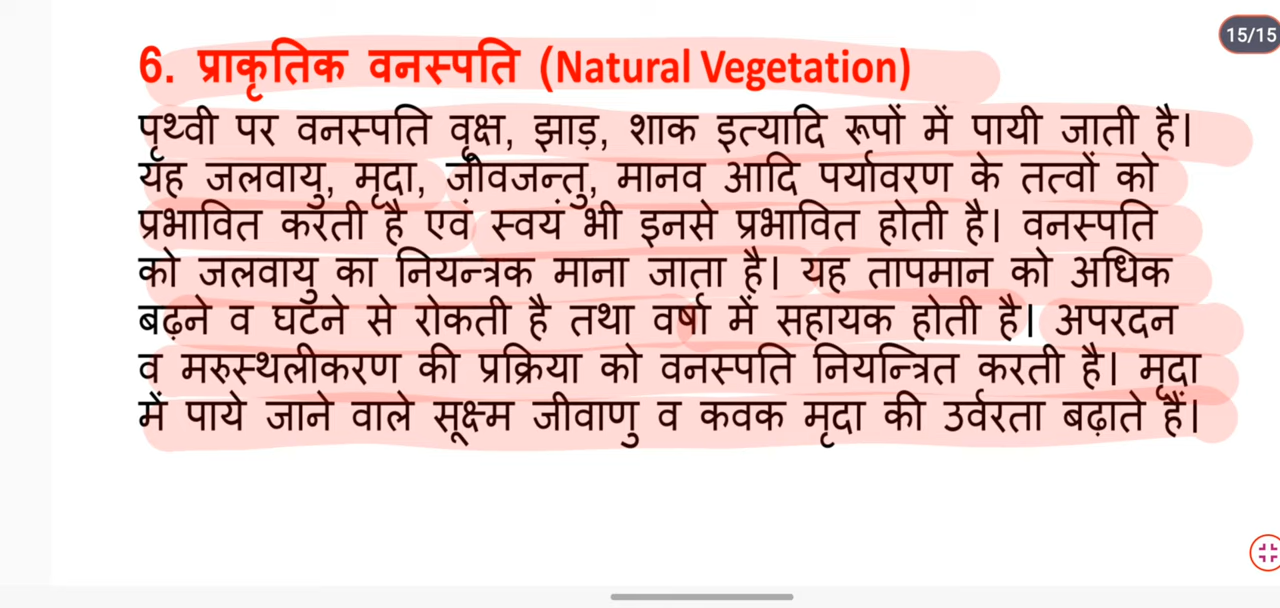 15/15
6. प्राकृतिक वनस्पति (Natural Vegetation)
पृथ्वी पर वनस्पति वृक्ष, झाड़, शाक इत्यादि रूपों में पायी जाती है।
यह जलवायु, मृदा, जीवजन्तु, मानव आदि पर्यावरण के तत्वों को
प्रभावित करती है एवं स्वयं भी इनसे प्रभावित होती है। वनस्पति
को जलवायु का नियन्त्रक माना जाता है। यह तापमान को अधिक
बढ़ने व घटने से रोकती है तथा वर्षा में सहायक होती है। अपरदन
व मरुस्थलीकरण की प्रक्रिया को वनस्पति नियन्त्रित करती है। मृदा
में पाये जाने वाले सूक्ष्म जीवाणु व कवक मृदा की उर्वरता बढ़ाते हैं।